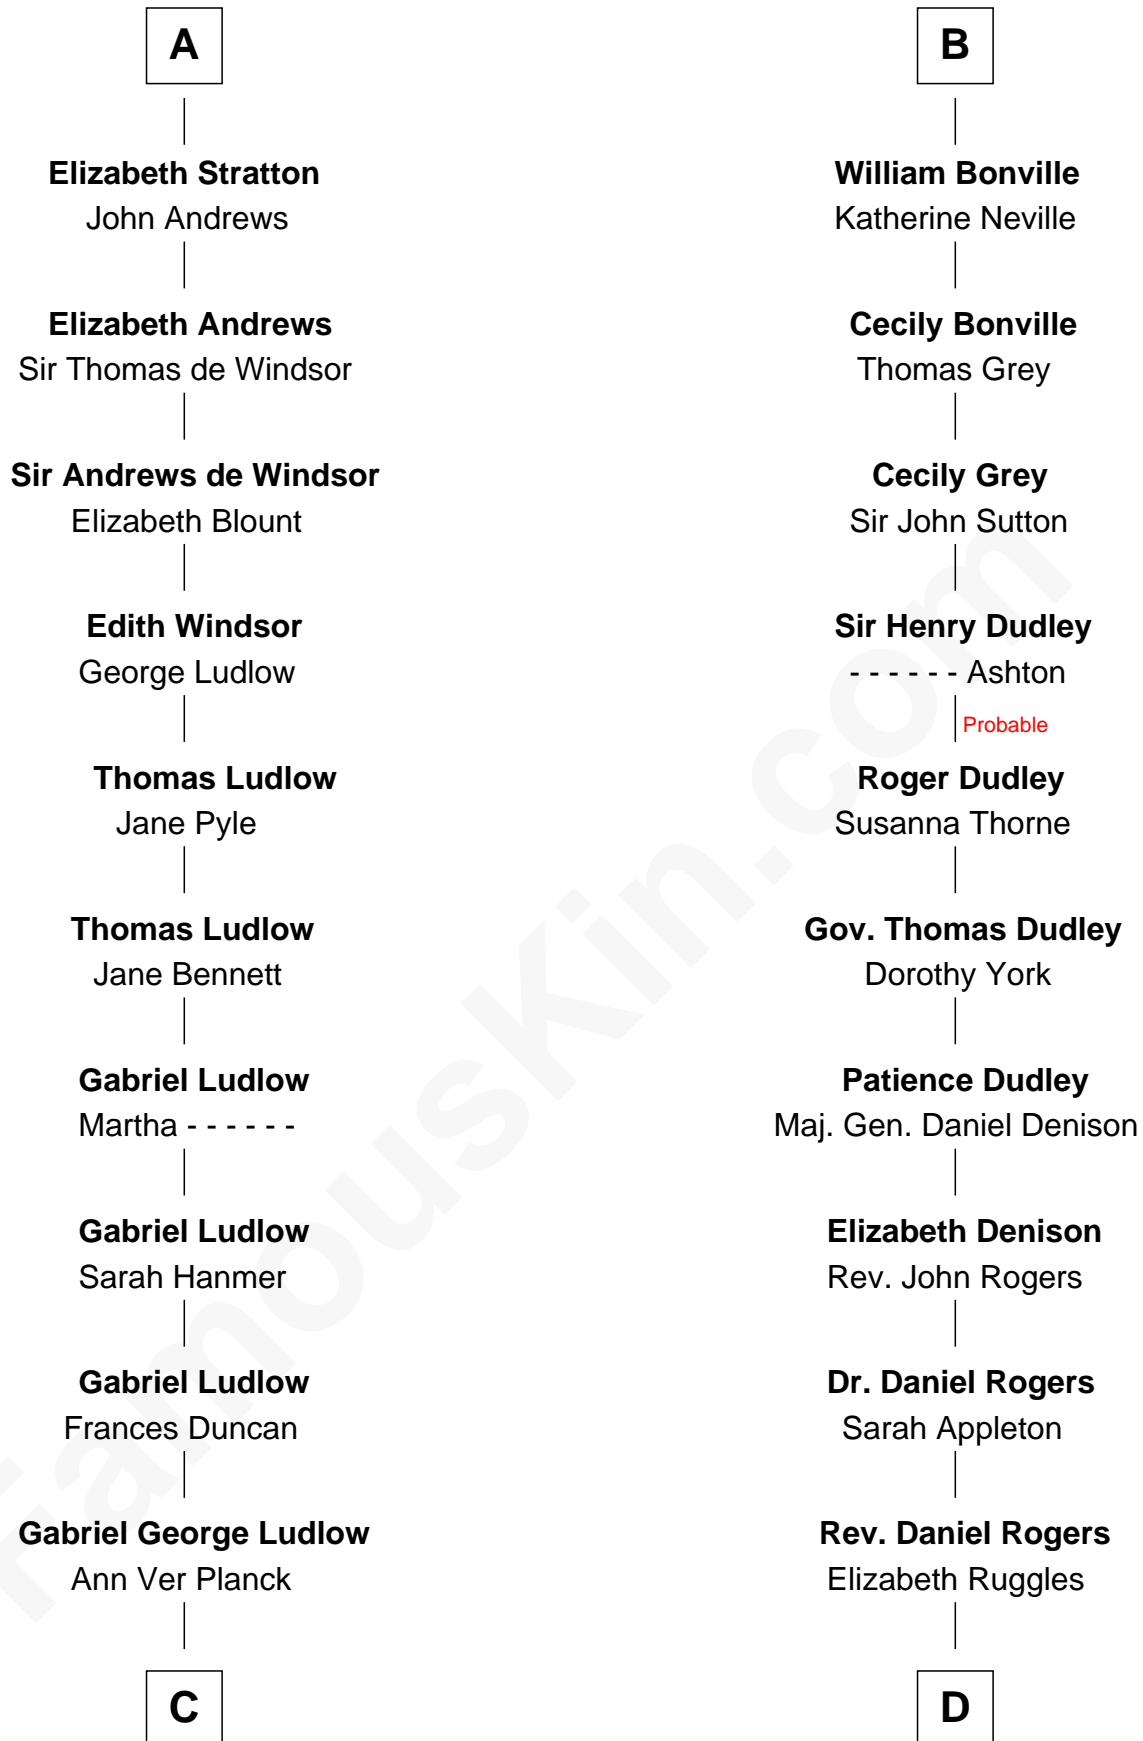 A
Elizabeth Stratton
John Andrews
Elizabeth Andrews
Sir Thomas de Windsor
Sir Andrews de Windsor
Elizabeth Blount
Edith Windsor
George Ludlow
Thomas Ludlow
Jane Pyle
Thomas Ludlow
Jane Bennett
Gabriel Ludlow
Martha - - - - - -
Gabriel Ludlow
Sarah Hanmer
Gabriel Ludlow
Frances Duncan
Gabriel George Ludlow
Ann Ver Planck
C
B
William Bonville
Katherine Neville
Cecily Bonville
Thomas Grey
Cecily Grey
Sir John Sutton
Sir Henry Dudley
- - - - - - Ashton
Probable
Roger Dudley
Susanna Thorne
Gov. Thomas Dudley
Dorothy York
Patience Dudley
Maj. Gen. Daniel Denison
Elizabeth Denison
Rev. John Rogers
Dr. Daniel Rogers
Sarah Appleton
Rev. Daniel Rogers
Elizabeth Ruggles
D
FamousKin.com